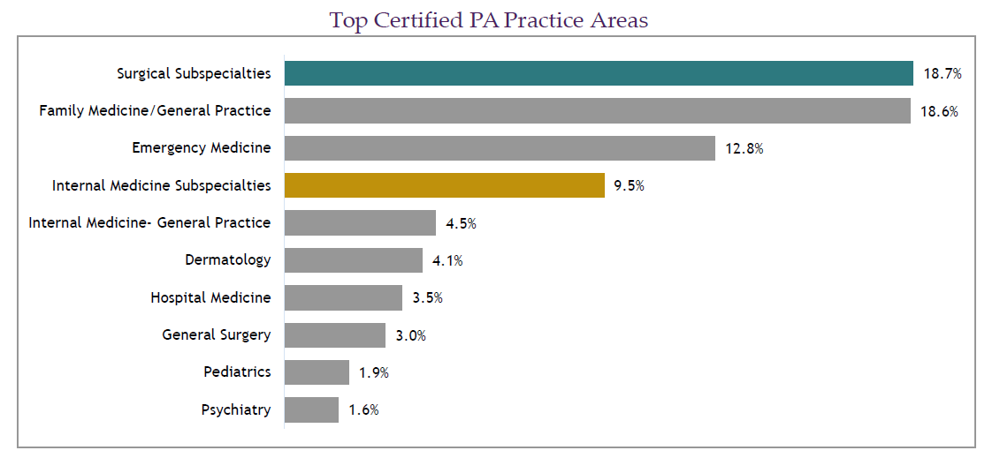 Top Certified PA Practice Areas
Surgical Subspecialties 18.7%
Family Medicine/General Practice 18.6%
Emergency Medicine 12.8%
Internal Medicine Subspecialties 9.5%
Internal Medicine- General Practice 4.5%
Dermatology 4.1%
Hospital Medicine 3.5%
General Surgery 3.0%
Pediatrics 1.9%
Psychiatry 1.6%